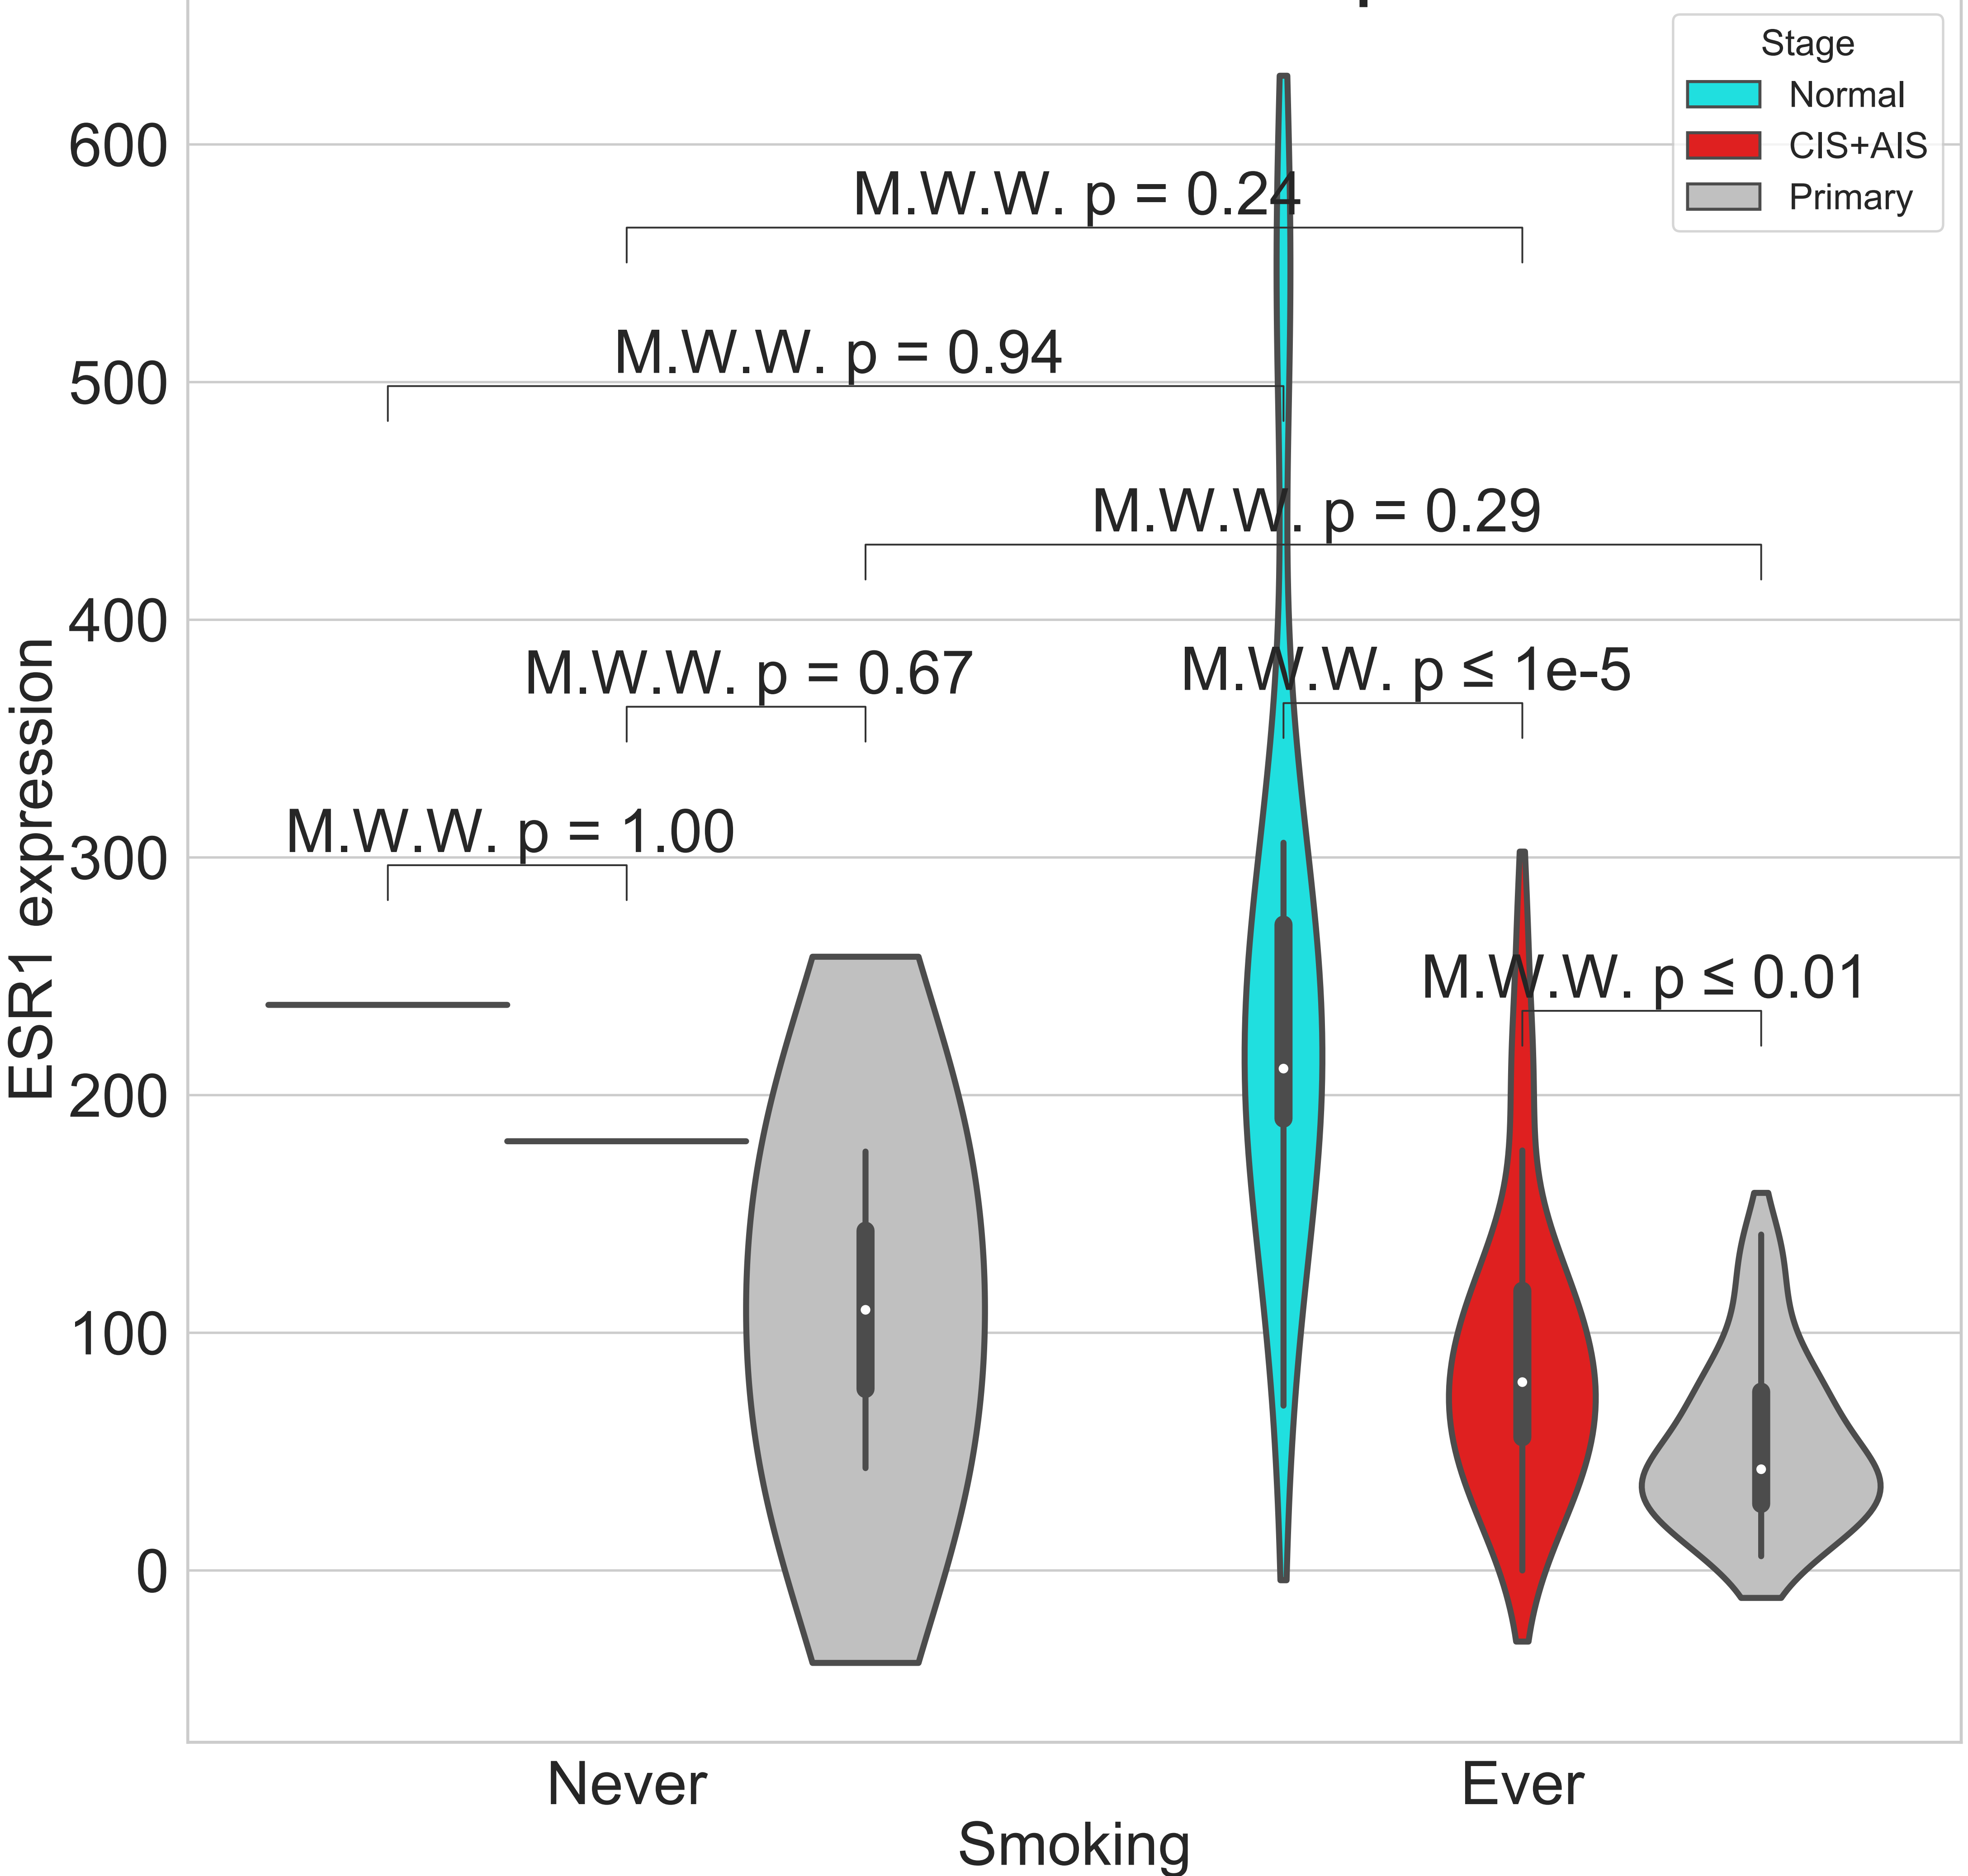 Stage
Normal
CIS+AIS
Primary
600
500
400
300
200
100
0
ESR1 expression
M.W.W. p = 0.24
M.W.W. p = 0.94
M.W.W. p = 0.29
M.W.W. p = 0.67
M.W.W. p ≤ 1e-5
M.W.W. p = 1.00
M.W.W. p ≤ 0.01
Never
Ever
Smoking